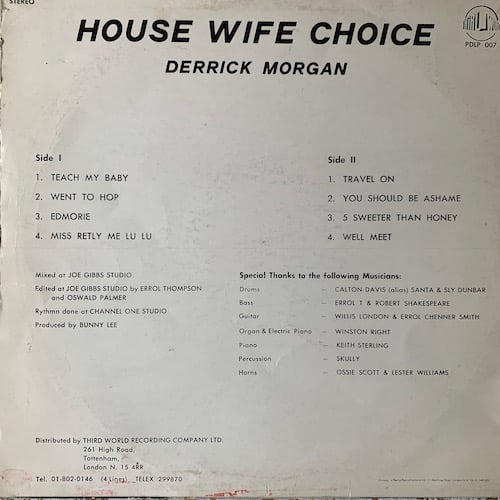 STEREO
HOUSE WIFE CHOICE
DERRICK MORGAN
PDLP 007
Side I
1. TEACH MY BABY
2. WENT TO HOP
3. EDMORIE
4. MISS RETLY ME LU LU
Side II
1. TRAVEL ON
2. YOU SHOULD BE ASHAME
3. 5 SWEETER THAN HONEY
4. WELL MEET
Mixed at JOE GIBBS STUDIO
Edited at JOE GIBBS STUDIO by ERROL THOMPSON
and OSWALD PALMER
Rythmn dane at CHANNEL ONE STUDIO
Produced by BUNNY LEE
Special Thanks to the following Musicians:
Drums – CALTON DAVIS (alias) SANTA & SLY DUNBAR
Bass – ERROL T & ROBERT SHAKESPEARE
Guitar – WILLIS LONDON & ERROL CHENNER SMITH
Organ & Electric Piano – WINSTON RIGHT
Piano – KEITH STERLING
Percussion – SKULLY
Horns – OSSIE SCOTT & LESTER WILLIAMS
Distributed by THIRD WORLD RECORDING COMPANY LTD.
261 High Road,
Tottenham,
London N. 15 4RR
Tel. 01-802-0146 (4 Lines) TELEX 299870